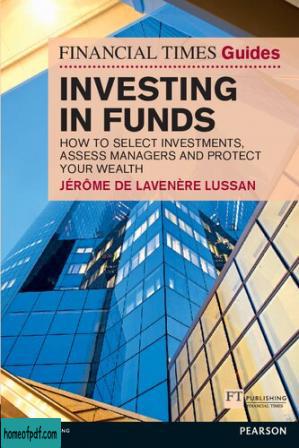 FINANCIAL TIMES Guides
INVESTING
IN FUNDS
HOW TO SELECT INVESTMENTS,
ASSESS MANAGERS AND PROTECT
YOUR WEALTH
JÉRÔME DE LAVENÈRE LUSSAN
FT PUBLISHING
FINANCIAL TIMES
NG
PEARSON
homeofpdf.com